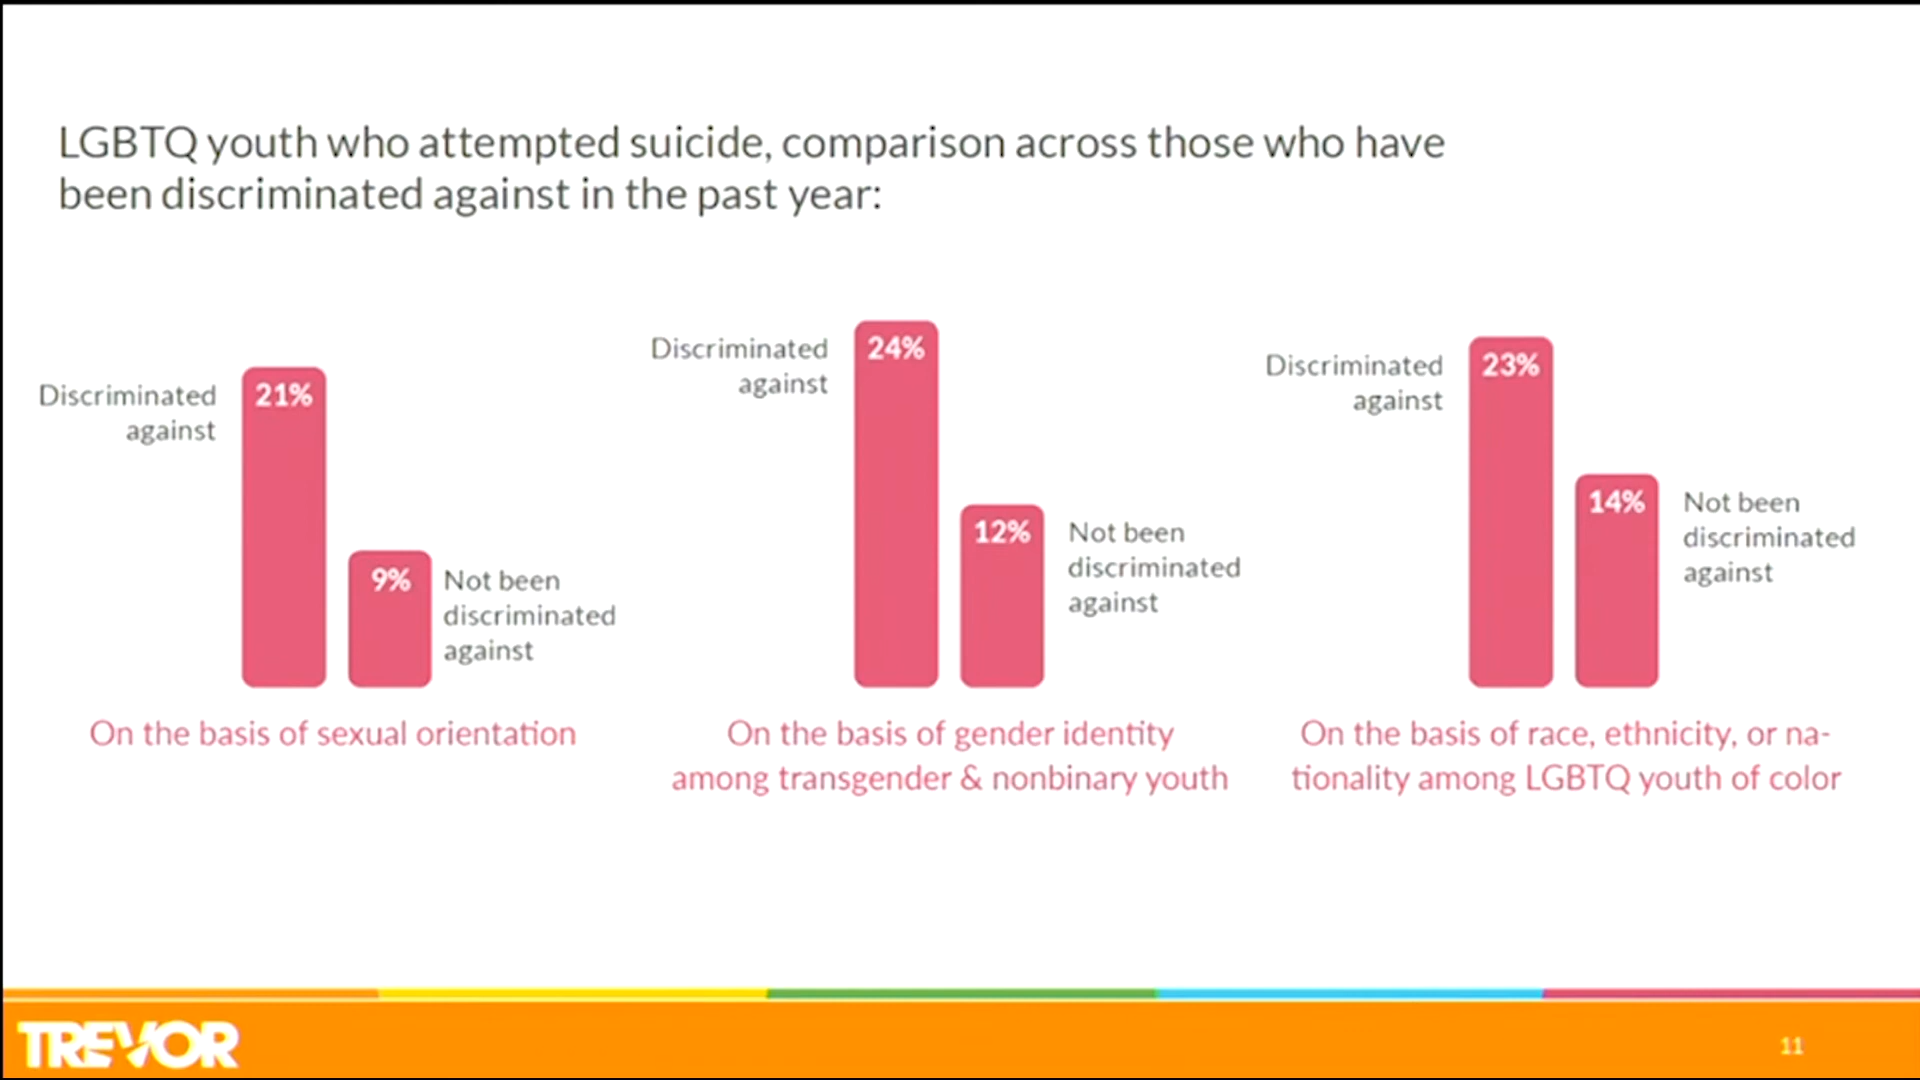 LGBTQ youth who attempted suicide, comparison across those who have
been discriminated against in the past year:
Discriminated
against
21%
9%
Not been
discriminated
against
On the basis of sexual orientation
Discriminated
against
24%
12%
Not been
discriminated
against
On the basis of gender identity
among transgender & nonbinary youth
Discriminated
against
23%
14%
Not been
discriminated
against
On the basis of race, ethnicity, or na-
tionality among LGBTQ youth of color
TREVOR
11